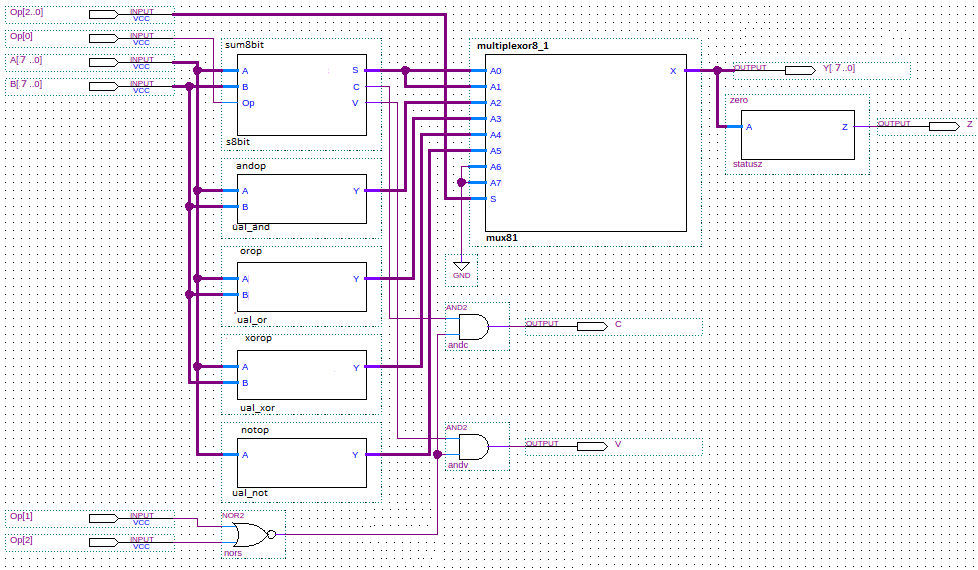 Op[2..0] INPUT VCC
Op[0] INPUT VCC
A[7..0] INPUT VCC
B[7..0] INPUT VCC
sum8bit
A S
B C
Op V
s8bit
andop
A Y
B
ual_and
orop
A Y
B
ual_or
xorop
A Y
B
ual_xor
notop
A Y
ual_not
Op[1] INPUT VCC
Op[2] INPUT VCC
NOR2
nors
multiplexor8_1
A0 X
A1
A2
A3
A4
A5
A6
A7
S
mux81
GND
AND2
andc
OUTPUT C
AND2
andv
OUTPUT V
OUTPUT Y[7..0]
zero
A Z
statusz
OUTPUT Z